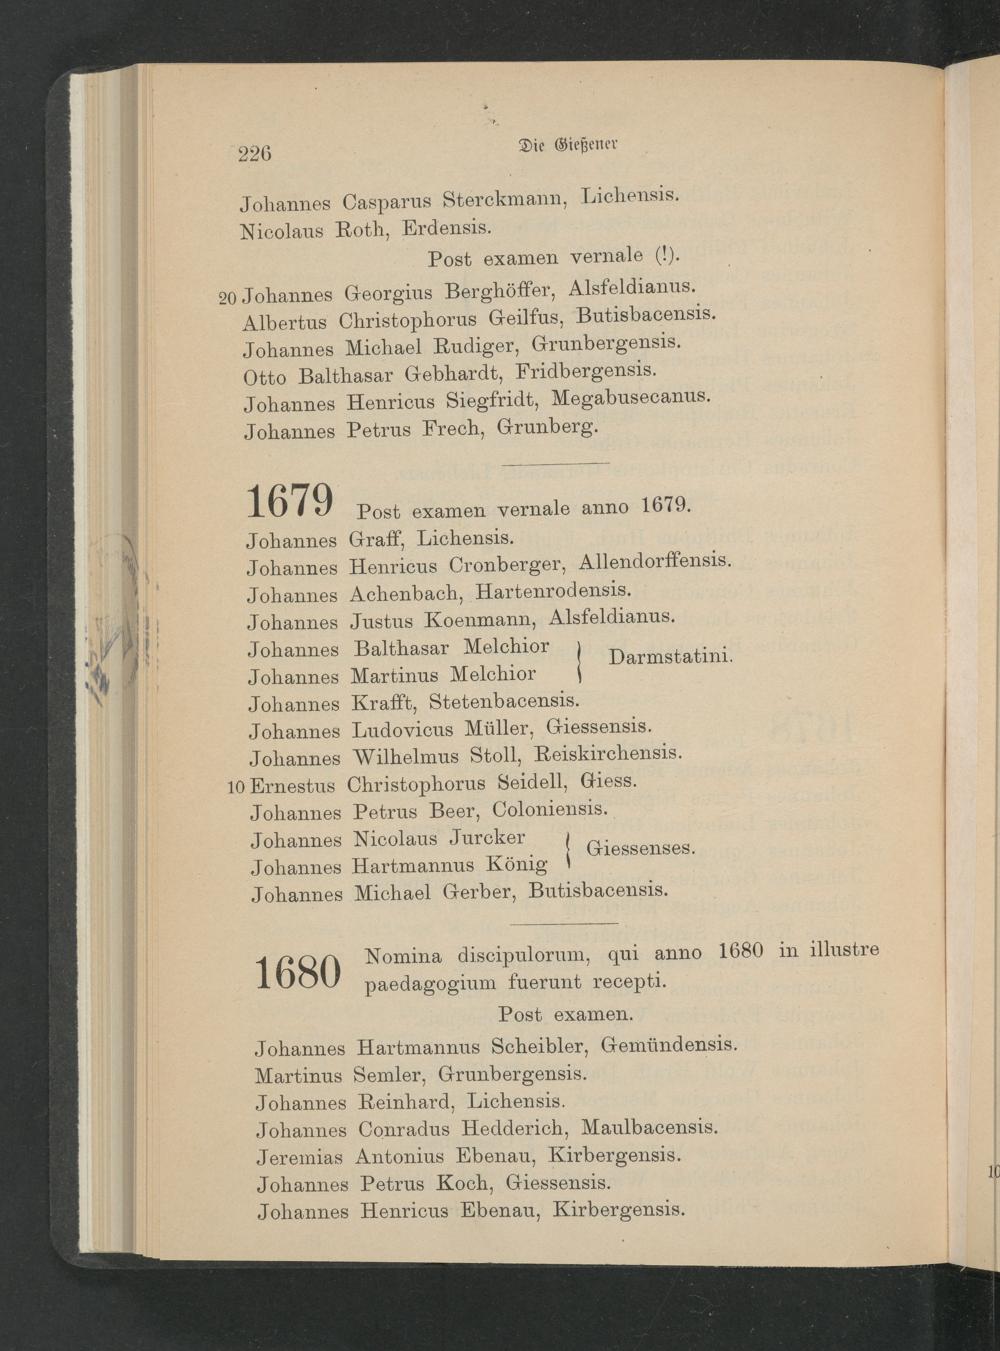 226
Die Gießener
Johannes Casparus Sterckmann, Lichensis.
Nicolaus Roth, Erdensis.
Post examen vernale (!).
20 Johannes Georgius Berghöffer, Alsfeldianus.
Albertus Christophorus Geilfus, Butisbacensis.
Johannes Michael Rudiger, Grunbergensis.
Otto Balthasar Gebhardt, Fridbergensis.
Johannes Henricus Siegfridt, Megabusecanus.
Johannes Petrus Frech, Grunberg.
1679 Post examen vernale anno 1679.
Johannes Graff, Lichensis.
Johannes Henricus Cronberger, Allendorffensis.
Johannes Achenbach, Hartenrodensis.
Johannes Justus Koenmann, Alsfeldianus.
Johannes Balthasar Melchior
Johannes Martinus Melchior
} Darmstatini.
Johannes Krafft, Stetenbacensis.
Johannes Ludovicus Müller, Giessensis.
Johannes Wilhelmus Stoll, Reiskirchensis.
10 Ernestus Christophorus Seidell, Giess.
Johannes Petrus Beer, Coloniensis.
Johannes Nicolaus Jurcker
Johannes Hartmannus König
} Giessenses.
Johannes Michael Gerber, Butisbacensis.
1680 Nomina discipulorum, qui anno 1680 in illustre
paedagogium fuerunt recepti.
Post examen.
Johannes Hartmannus Scheibler, Gemündensis.
Martinus Semler, Grunbergensis.
Johannes Reinhard, Lichensis.
Johannes Conradus Hedderich, Maulbacensis.
Jeremias Antonius Ebenau, Kirbergensis.
Johannes Petrus Koch, Giessensis.
Johannes Henricus Ebenau, Kirbergensis.
10